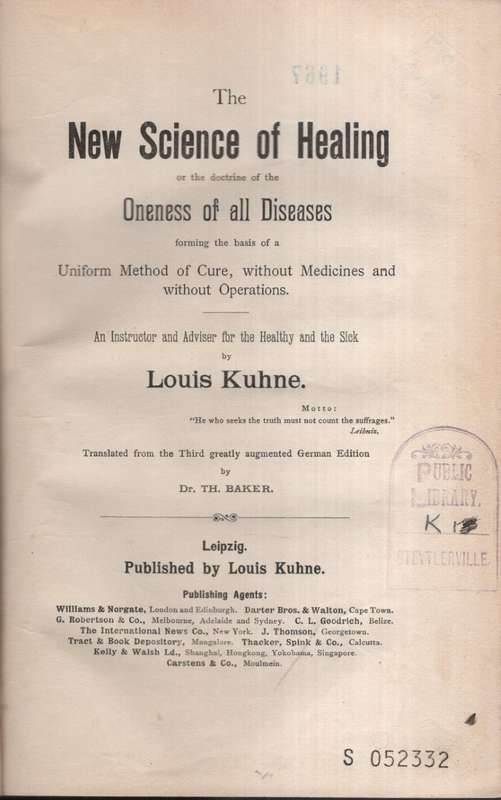 1967
The
New Science of Healing
or the doctrine of the
Oneness of all Diseases
forming the basis of a
Uniform Method of Cure, without Medicines and
without Operations.
An Instructor and Adviser for the Healthy and the Sick
by
Louis Kuhne.
Motto:
"He who seeks the truth must not count the suffrages."
Leibniz.
Translated from the Third greatly augmented German Edition
by
Dr. TH. BAKER.
Leipzig.
Published by Louis Kuhne.
Publishing Agents:
Williams & Norgate, London and Edinburgh. Darter Bros. & Walton, Cape Town.
G. Robertson & Co., Melbourne, Adelaide and Sydney. C. L. Goodrich, Belize.
The International News Co., New York. J. Thomson, Georgetown.
Tract & Book Depository, Mangalore. Thacker, Spink & Co., Calcutta.
Kelly & Walsh Ld., Shanghai, Hongkong, Yokohama, Singapore.
Carstens & Co., Moulmein.
PUBLIC
LIBRARY,
K
STEYTLERVILLE
S 052332